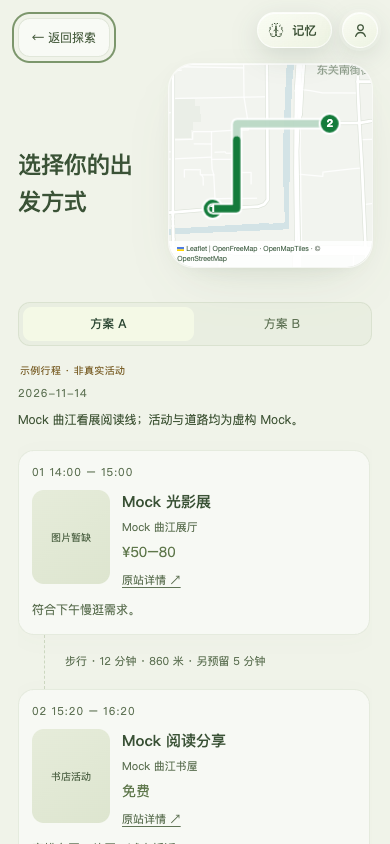 ← 返回探索
记忆
东关南街
2
选择你的出
发方式
Leaflet | OpenFreeMap · OpenMapTiles · ©
OpenStreetMap
方案 A
方案 B
示例行程 · 非真实活动
2026-11-14
Mock 曲江看展阅读线；活动与道路均为虚构 Mock。
01 14:00 — 15:00
图片暂缺
Mock 光影展
Mock 曲江展厅
¥50—80
原站详情 ↗
符合下午慢逛需求。
步行 · 12 分钟 · 860 米 · 另预留 5 分钟
02 15:20 — 16:20
书店活动
Mock 阅读分享
Mock 曲江书屋
免费
原站详情 ↗